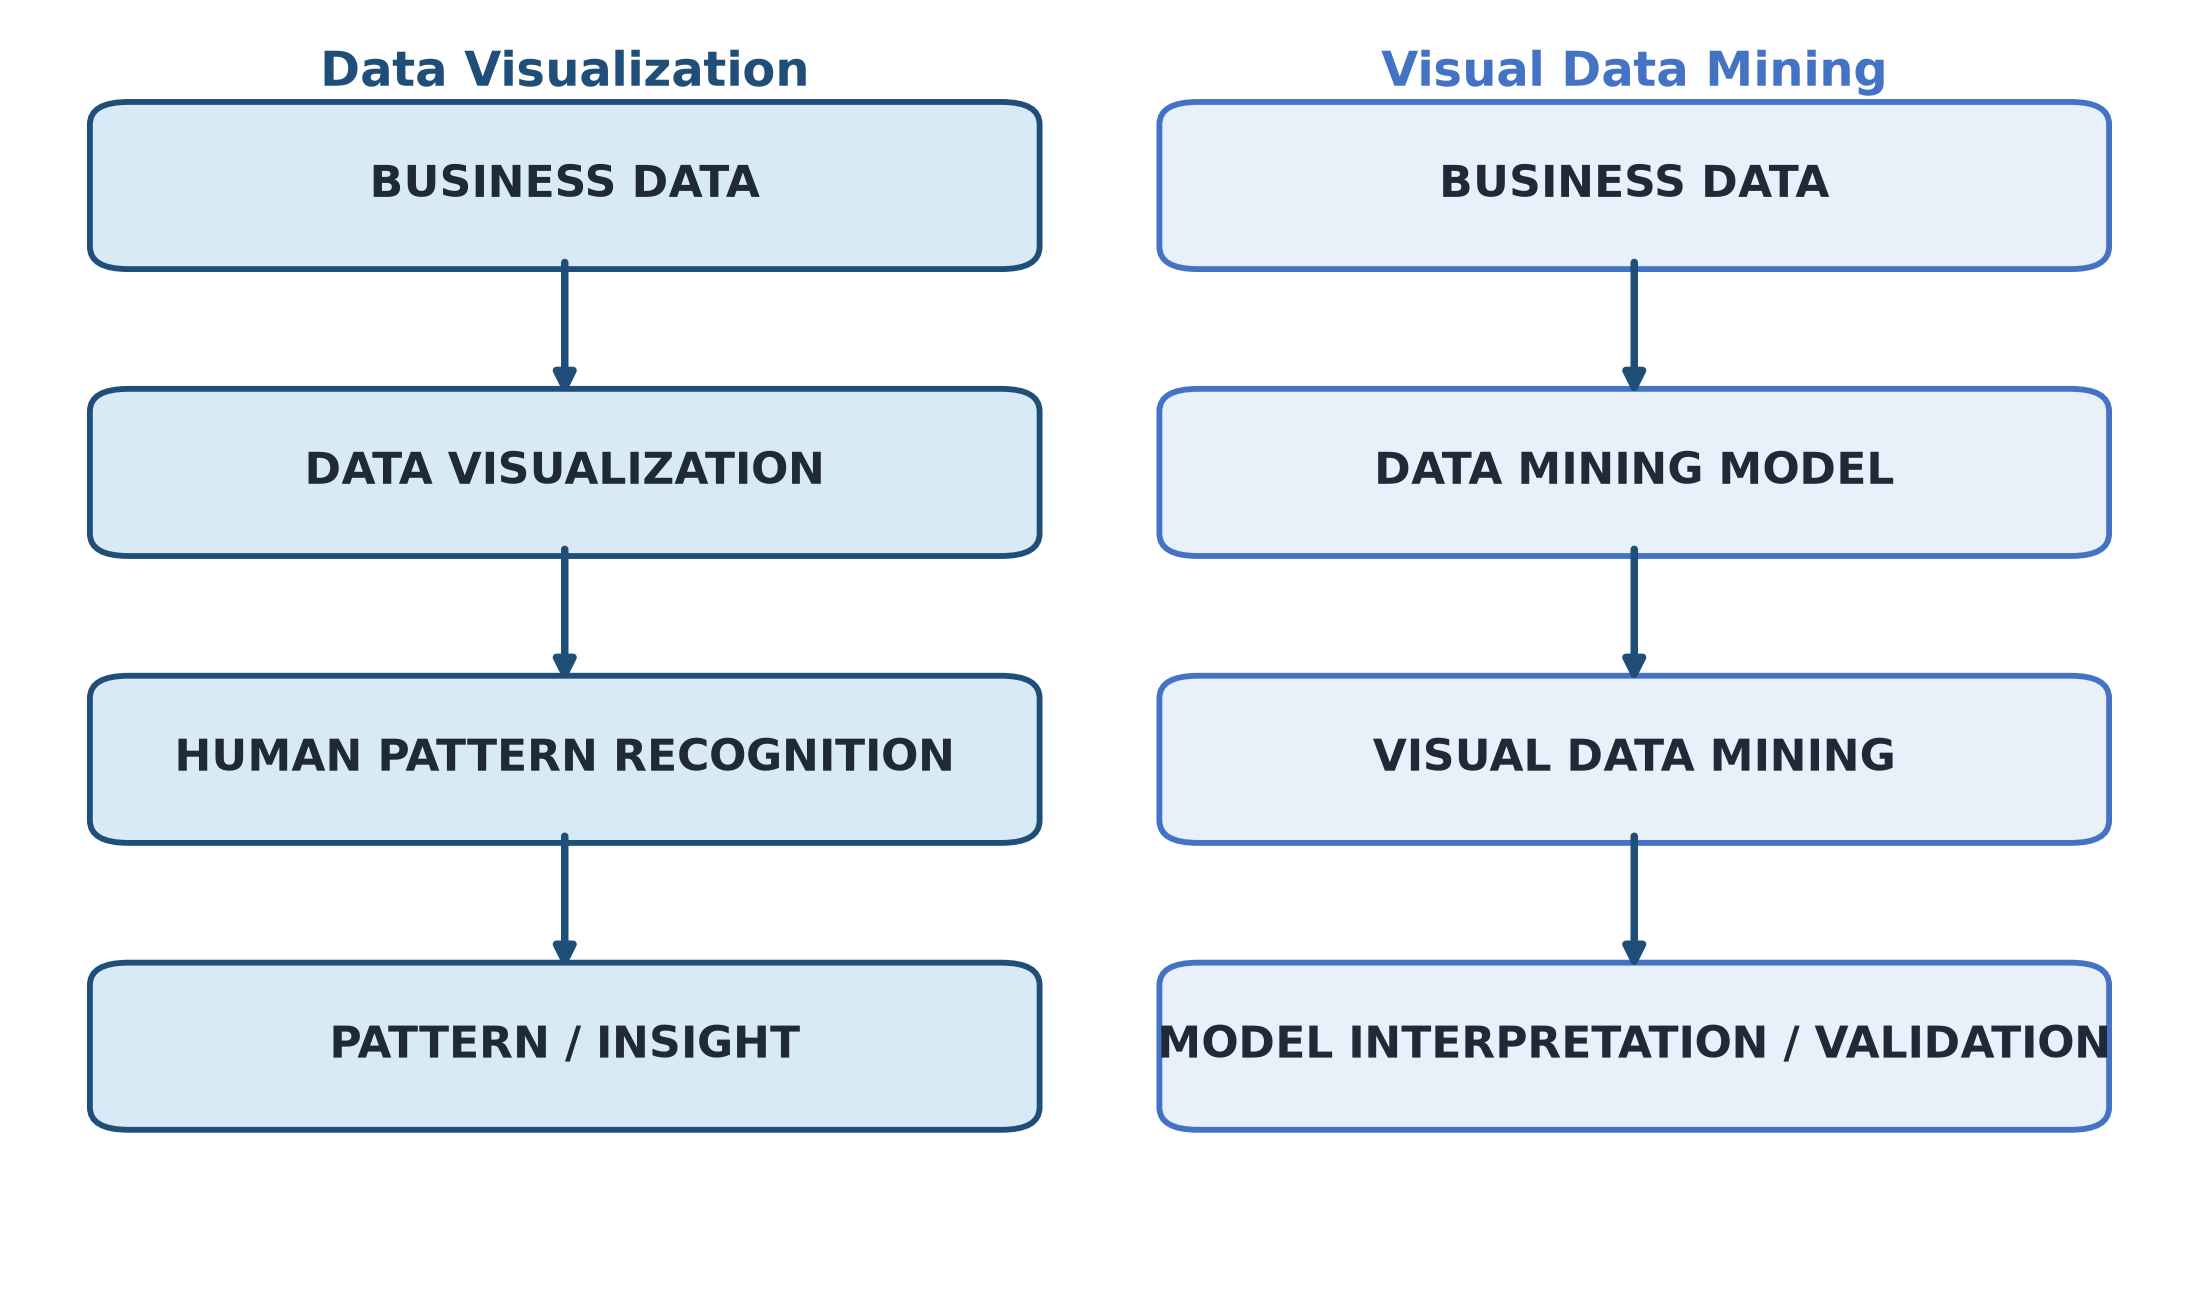 Data Visualization
BUSINESS DATA
DATA VISUALIZATION
HUMAN PATTERN RECOGNITION
PATTERN / INSIGHT
Visual Data Mining
BUSINESS DATA
DATA MINING MODEL
VISUAL DATA MINING
MODEL INTERPRETATION / VALIDATION